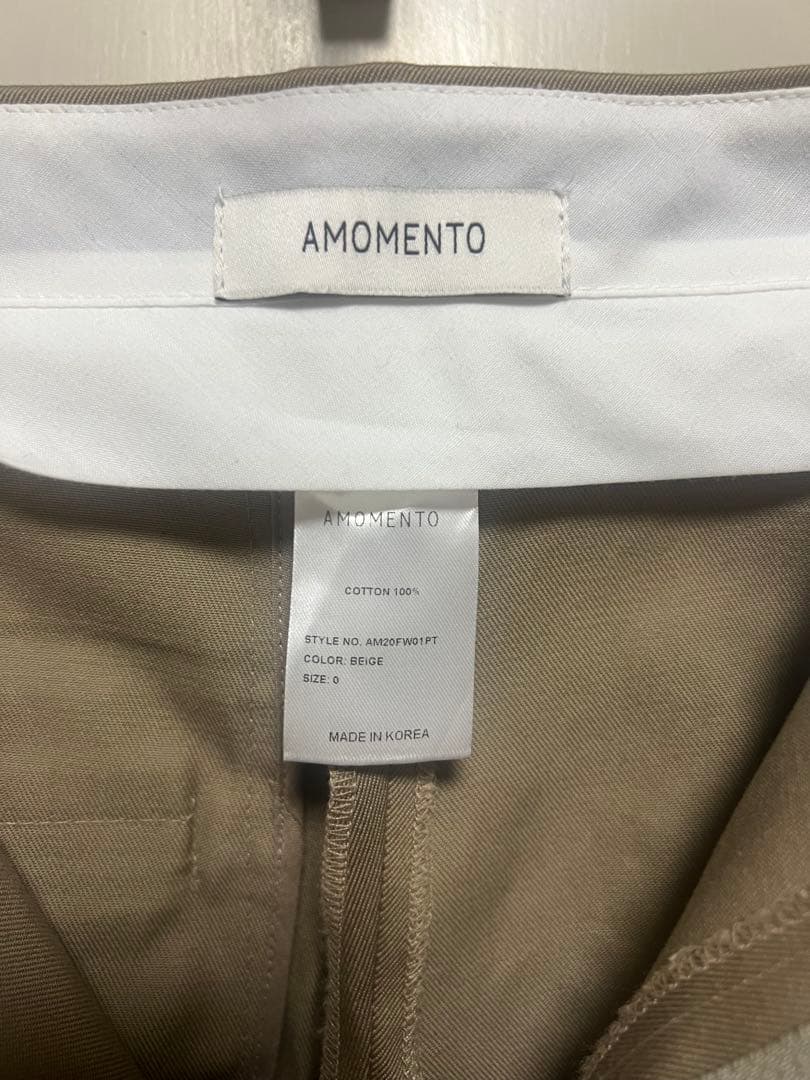 AMOMENTO
AMOMENTO
COTTON 100%
STYLE NO. AM20FW01PT
COLOR: BEIGE
SIZE: 0
MADE IN KOREA